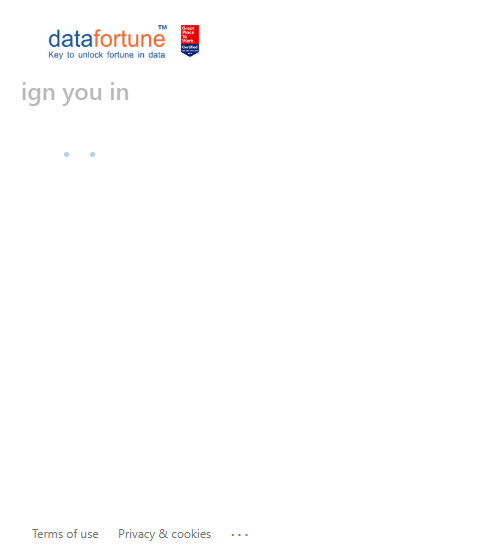 datafortune™
Key to unlock fortune in data
Great
Place
To
Work.
Certified
ign you in
Terms of use Privacy & cookies ...